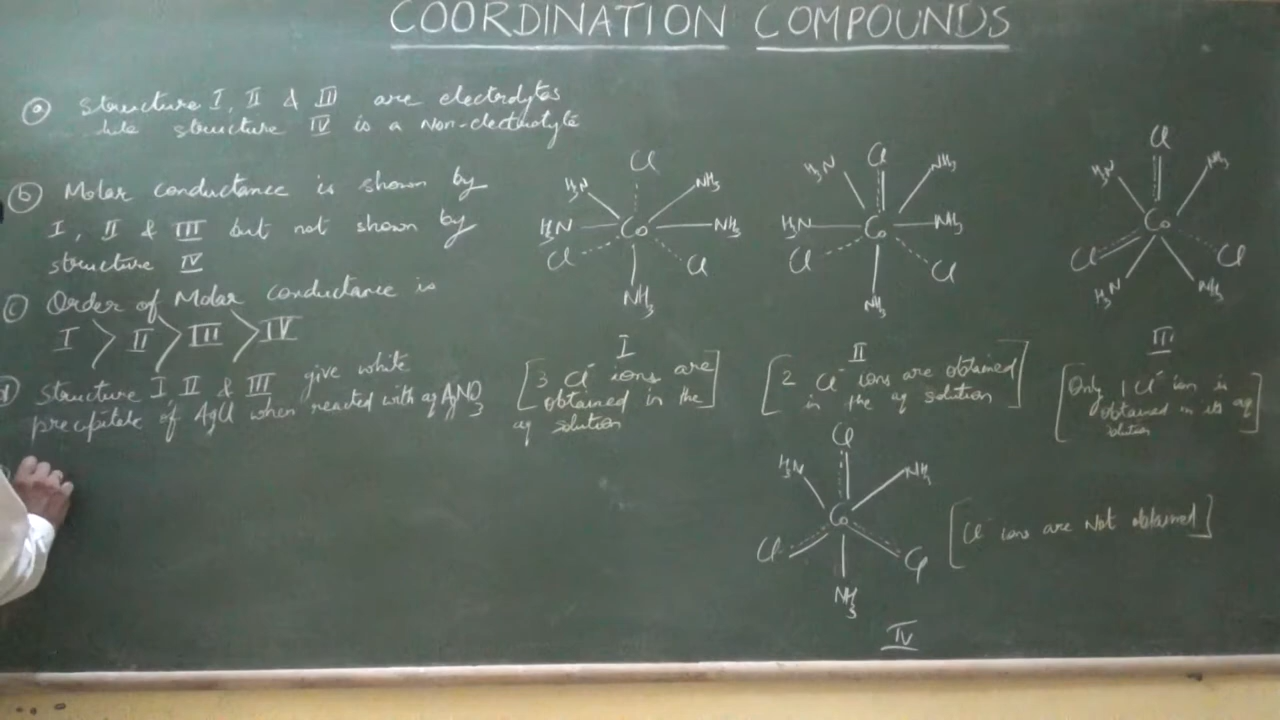 COORDINATION COMPOUNDS
ⓐ Structure I, II & III are electrolytes
structure IV is a Non-electrolyte
ⓑ Molar conductance is shown by
I, II & III but not shown by
structure IV
ⓒ Order of Molar conductance is
I > II > III > IV
ⓓ Structure I, II & III give white
precipitate of AgCl when reacted with aq AgNO3
Cl
H3N NH3
H3N Co NH3
Cl Cl
NH3
I
[3 Cl⁻ ions are
obtained in the
aq solution]
Cl
H3N NH3
H3N Co NH3
Cl Cl
NH3
II
[2 Cl⁻ ions are obtained
in the aq solution]
Cl
H3N NH3
Co
Cl Cl
H3N NH3
III
[Only 1 Cl⁻ ion is
obtained in its aq
solution]
Cl
H3N NH3
Co
Cl Cl
NH3
IV
[Cl⁻ ions are Not obtained]